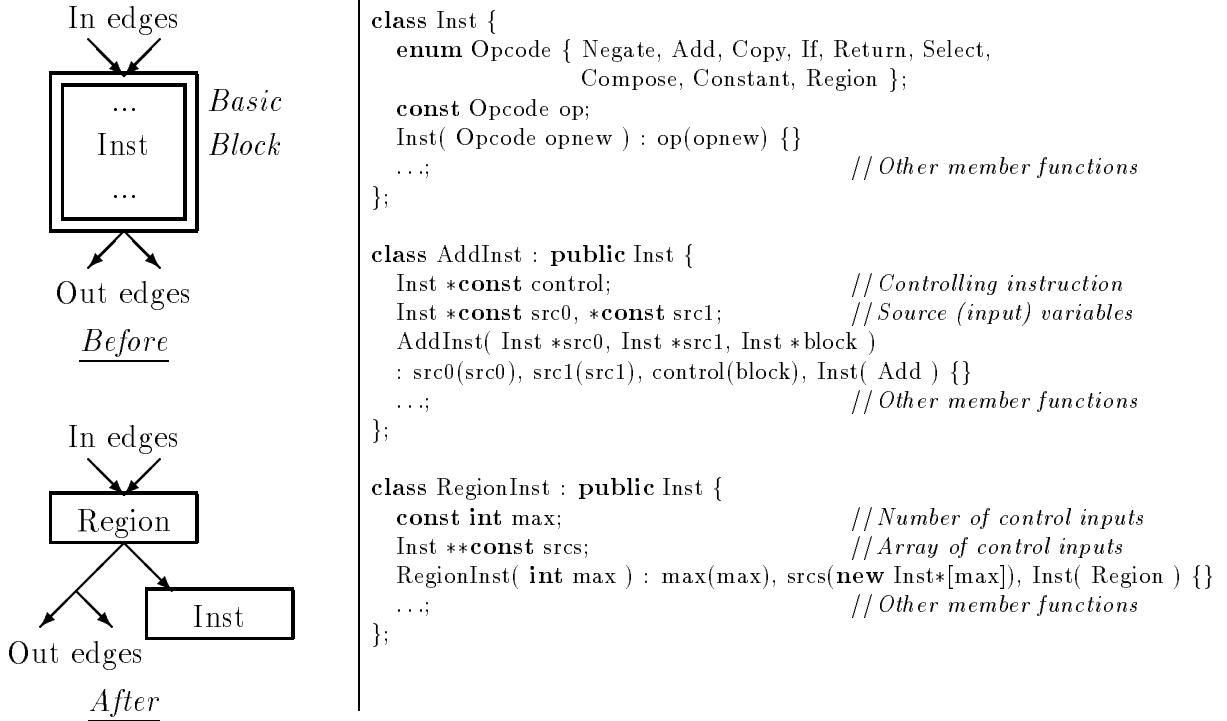 In edges
...
Inst
...
Basic
Block
Out edges
Before
In edges
Region
Inst
Out edges
After
class Inst {
enum Opcode { Negate, Add, Copy, If, Return, Select,
Compose, Constant, Region };
const Opcode op;
Inst( Opcode opnew ) : op(opnew) {}
...; // Other member functions
};
class AddInst : public Inst {
Inst *const control; // Controlling instruction
Inst *const src0, *const src1; // Source (input) variables
AddInst( Inst *src0, Inst *src1, Inst *block )
: src0(src0), src1(src1), control(block), Inst( Add ) {}
...; // Other member functions
};
class RegionInst : public Inst {
const int max; // Number of control inputs
Inst **const srcs; // Array of control inputs
RegionInst( int max ) : max(max), srcs(new Inst*[max]), Inst( Region ) {}
...; // Other member functions
};